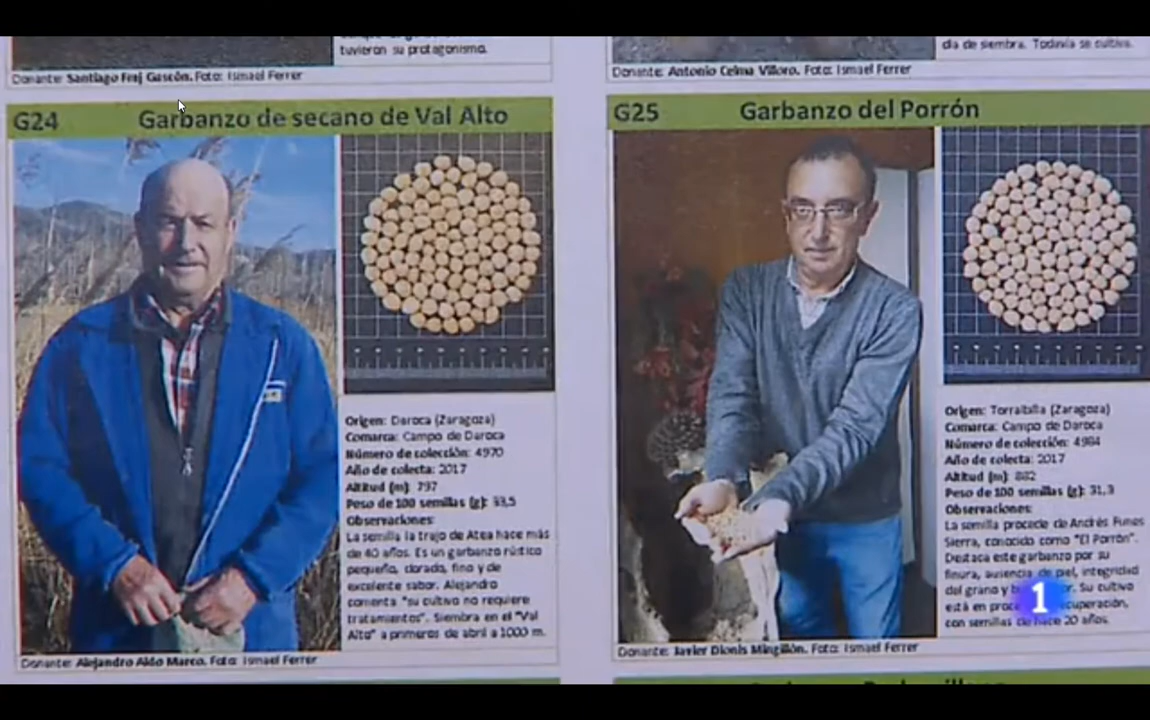 tuvieron su protagonismo.
Donante: Santiago Fraj Gascón. Foto: Ismael Ferrer
G24 Garbanzo de secano de Val Alto
Origen: Daroca (Zaragoza)
Comarca: Campo de Daroca
Número de colección: 4970
Año de colecta: 2017
Altitud (m): 797
Peso de 100 semillas (g): 33,5
Observaciones:
La semilla la trajo de Atea hace más
de 40 años. Es un garbanzo rústico
pequeño, dorado, fino y de
excelente sabor. Alejandro
comenta "su cultivo no requiere
tratamientos". Siembra en el "Val
Alto" a primeros de abril a 1000 m.
Donante: Alejandro Aldo Marco. Foto: Ismael Ferrer
día de siembra. Todavía se cultiva.
Donante: Antonio Celma Villoro. Foto: Ismael Ferrer
G25 Garbanzo del Porrón
Origen: Torralbilla (Zaragoza)
Comarca: Campo de Daroca
Número de colección: 4984
Año de colecta: 2017
Altitud (m): 882
Peso de 100 semillas (g): 31,3
Observaciones:
La semilla procede de Andrés Funes
Sierra, conocido como "El Porrón".
Destaca este garbanzo por su
finura, ausencia de piel, integridad
del grano y Su cultivo
está en
con semillas de hace 20 años.
Donante: Javier Dionis Mingillón. Foto: Ismael Ferrer
1